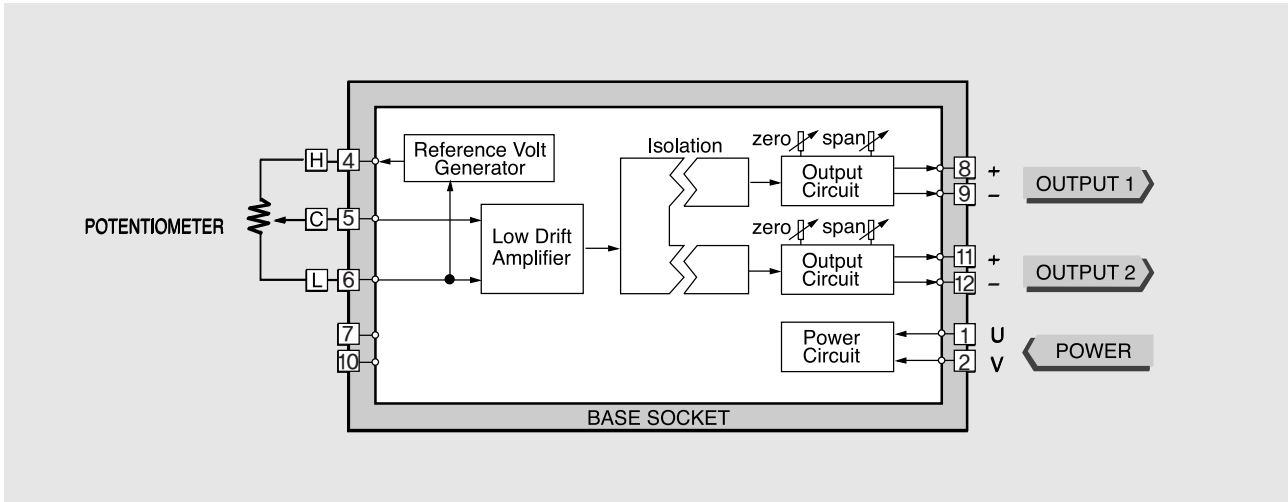 Isolation
zero span
H 4
Reference Volt
Generator
Output
Circuit
8 +
9 −
OUTPUT 1
POTENTIOMETER
C 5
Low Drift
Amplifier
zero span
L 6
Output
Circuit
11 +
12 −
OUTPUT 2
7
10
Power
Circuit
1 U
2 V
POWER
BASE SOCKET